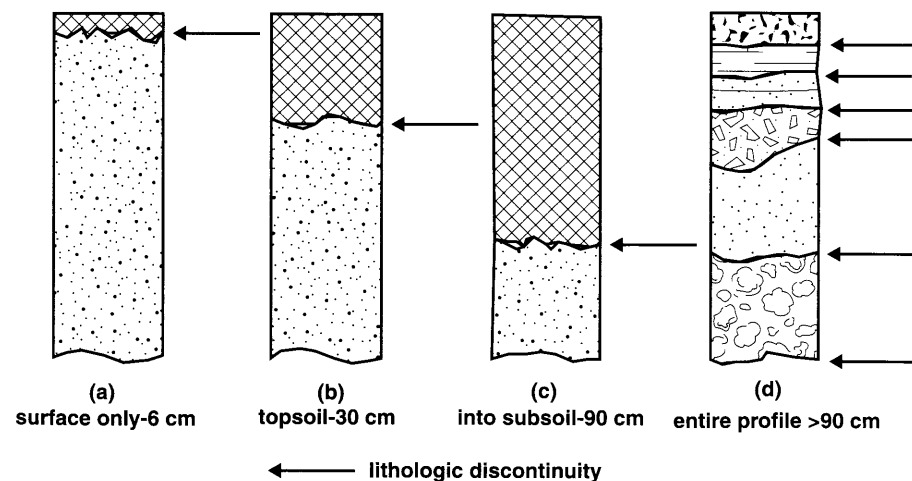 (a)
surface only-6 cm
(b)
topsoil-30 cm
(c)
into subsoil-90 cm
(d)
entire profile >90 cm
lithologic discontinuity